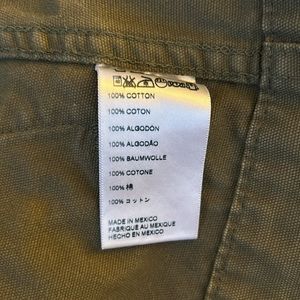 100% COTTON
100% COTON
100% ALGODÓN
100% ALGODÃO
100% BAUMWOLLE
100% COTONE
100% 棉
100% コットン
MADE IN MEXICO
FABRIQUÉ AU MEXIQUE
HECHO EN MEXICO